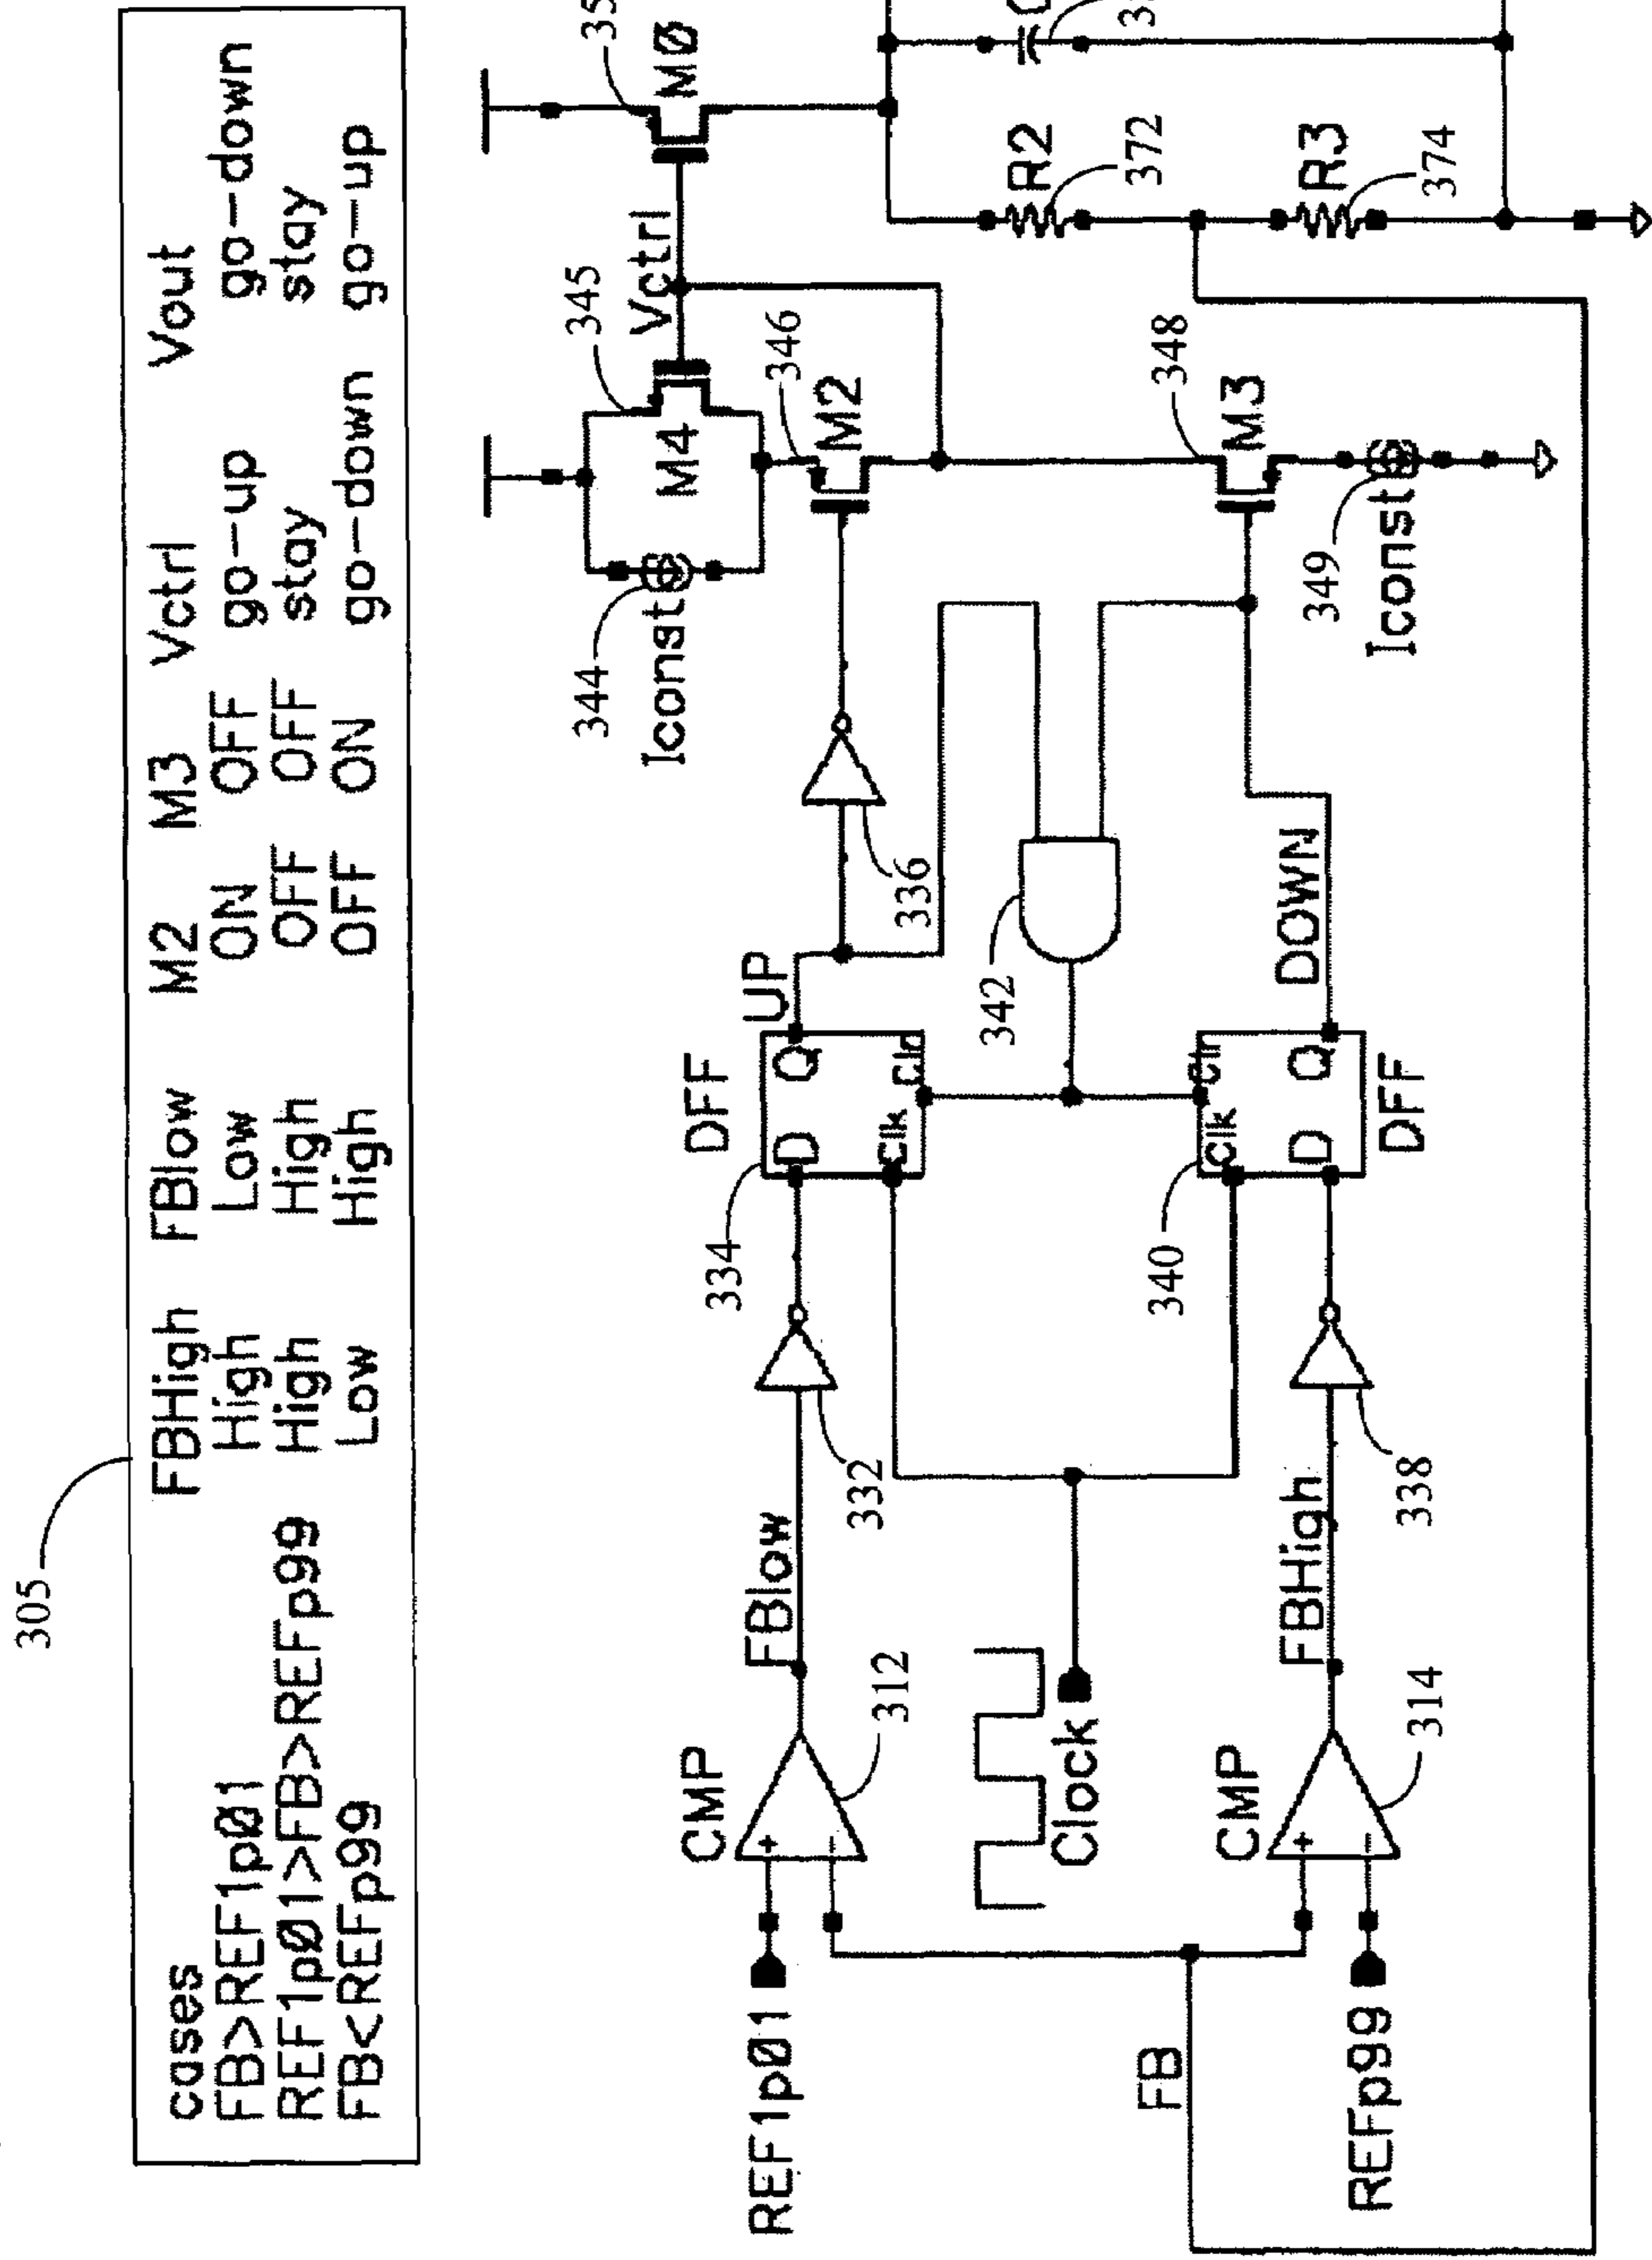 305
cases FBHigh FBlow M2 M3 Vctrl Vout
FB>REF1p01 High Low ON OFF go-up go-down
REF1p01>FB>REFp99 High High OFF OFF stay stay
FB<REFp99 Low High OFF ON go-down go-up
REF1p01
CMP
+
−
312
FBlow
332
334
DFF
D
Q
Clk
Clr
UP
336
344
Iconst
M4
345
Vctrl
M0
346
M2
342
Clock
FB
REFp99
CMP
+
−
314
FBHigh
338
340
Clk
Clr
D
Q
DFF
DOWN
348
M3
349
Iconst
R2
372
R3
374